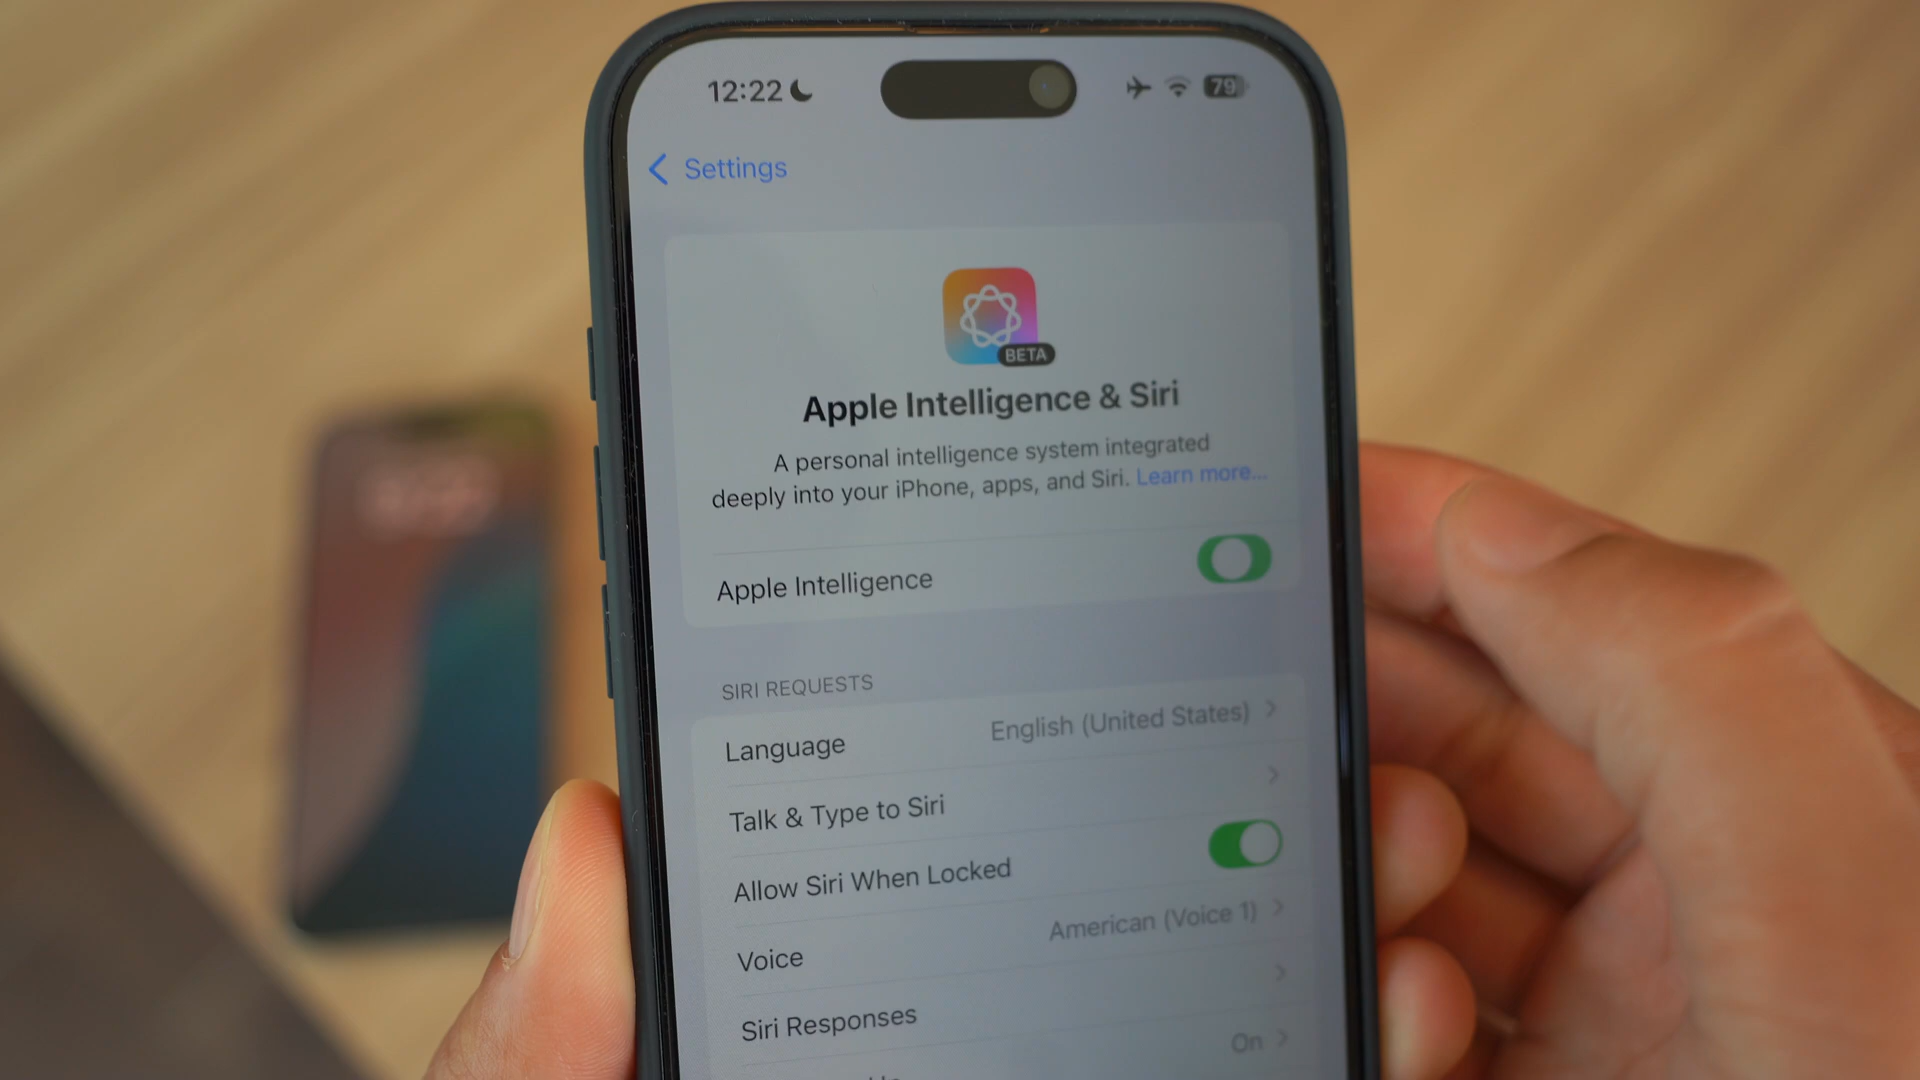 12:22
79
Settings
BETA
Apple Intelligence & Siri
A personal intelligence system integrated
deeply into your iPhone, apps, and Siri. Learn more...
Apple Intelligence
SIRI REQUESTS
Language English (United States)
Talk & Type to Siri
Allow Siri When Locked
Voice American (Voice 1)
Siri Responses
On